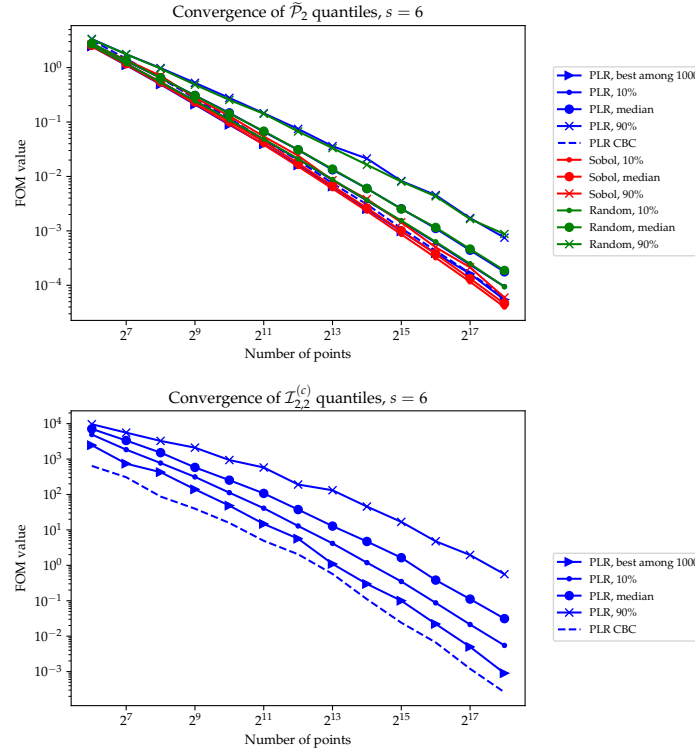 Convergence of $\widetilde{\mathcal{P}}_2$ quantiles, $s = 6$
FOM value
10⁰
10⁻¹
10⁻²
10⁻³
10⁻⁴
2⁷ 2⁹ 2¹¹ 2¹³ 2¹⁵ 2¹⁷
Number of points
PLR, best among 1000
PLR, 10%
PLR, median
PLR, 90%
PLR CBC
Sobol, 10%
Sobol, median
Sobol, 90%
Random, 10%
Random, median
Random, 90%
Convergence of $\mathcal{I}_{2,2}^{(c)}$ quantiles, $s = 6$
FOM value
10⁴
10³
10²
10¹
10⁰
10⁻¹
10⁻²
10⁻³
2⁷ 2⁹ 2¹¹ 2¹³ 2¹⁵ 2¹⁷
Number of points
PLR, best among 1000
PLR, 10%
PLR, median
PLR, 90%
PLR CBC